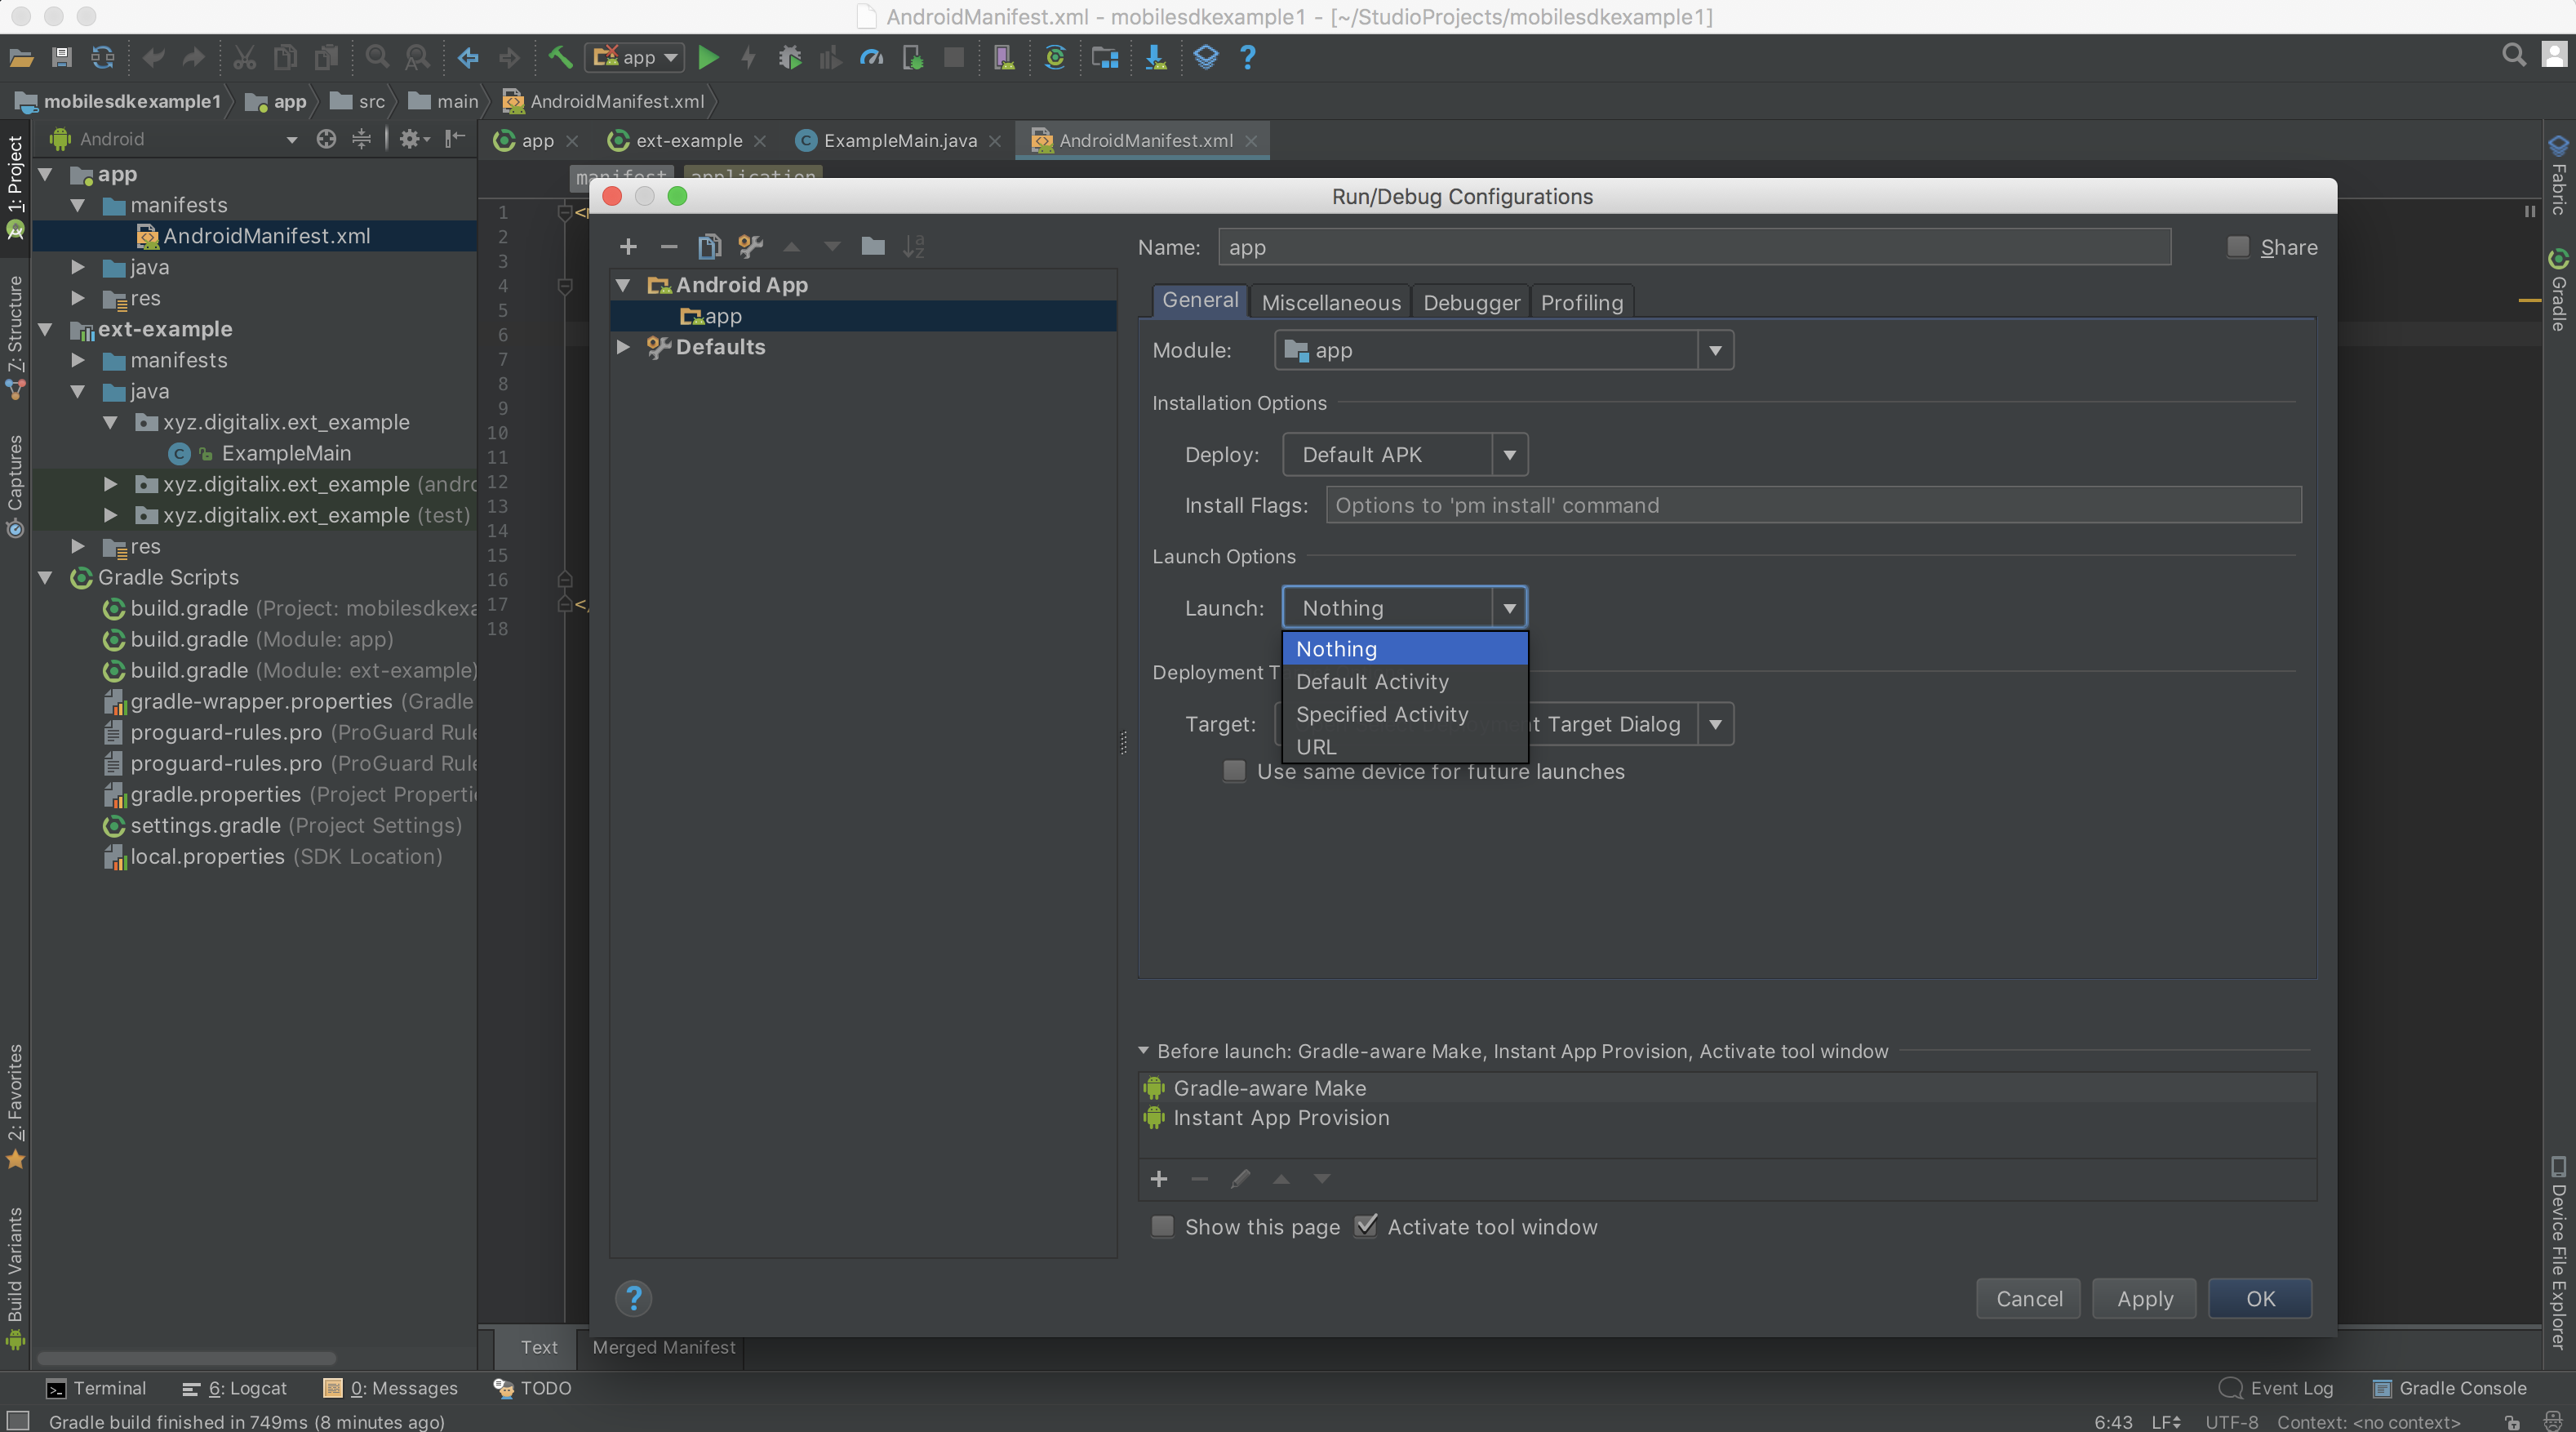 AndroidManifest.xml - mobilesdkexample1 - [~/StudioProjects/mobilesdkexample1]
app
mobilesdkexample1
app
src
main
AndroidManifest.xml
Android
app
ext-example
ExampleMain.java
AndroidManifest.xml
1: Project
7: Structure
Captures
2: Favorites
Build Variants
app
manifests
AndroidManifest.xml
java
res
ext-example
manifests
java
xyz.digitalix.ext_example
ExampleMain
xyz.digitalix.ext_example (andro
xyz.digitalix.ext_example (test)
res
Gradle Scripts
build.gradle (Project: mobilesdkexa
build.gradle (Module: app)
build.gradle (Module: ext-example)
gradle-wrapper.properties (Gradle
proguard-rules.pro (ProGuard Rule
proguard-rules.pro (ProGuard Rule
gradle.properties (Project Properti
settings.gradle (Project Settings)
local.properties (SDK Location)
manifest
application
1
2
3
4
5
6
7
8
9
10
11
12
13
14
15
16
17
18
Run/Debug Configurations
Android App
app
Defaults
Name: app
Share
General
Miscellaneous
Debugger
Profiling
Module: app
Installation Options
Deploy: Default APK
Install Flags: Options to 'pm install' command
Launch Options
Launch: Nothing
Nothing
Default Activity
Specified Activity
URL
Deployment T
Target: Target Dialog
Use same device for future launches
Before launch: Gradle-aware Make, Instant App Provision, Activate tool window
Gradle-aware Make
Instant App Provision
Show this page
Activate tool window
Cancel
Apply
OK
Fabric
Gradle
Device File Explorer
Text
Merged Manifest
Terminal
6: Logcat
0: Messages
TODO
Event Log
Gradle Console
Gradle build finished in 749ms (8 minutes ago)
6:43 LF UTF-8 Context: <no context>